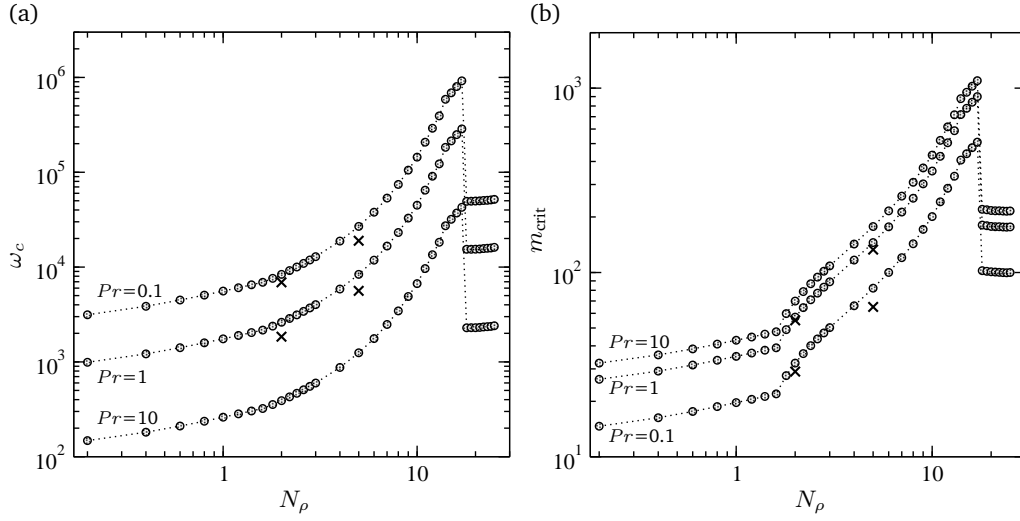 (a)
10^6
10^5
10^4
10^3
10^2
ω_c
Pr=0.1
Pr=1
Pr=10
1
10
N_ρ
(b)
10^3
10^2
10^1
m_crit
Pr=10
Pr=1
Pr=0.1
1
10
N_ρ